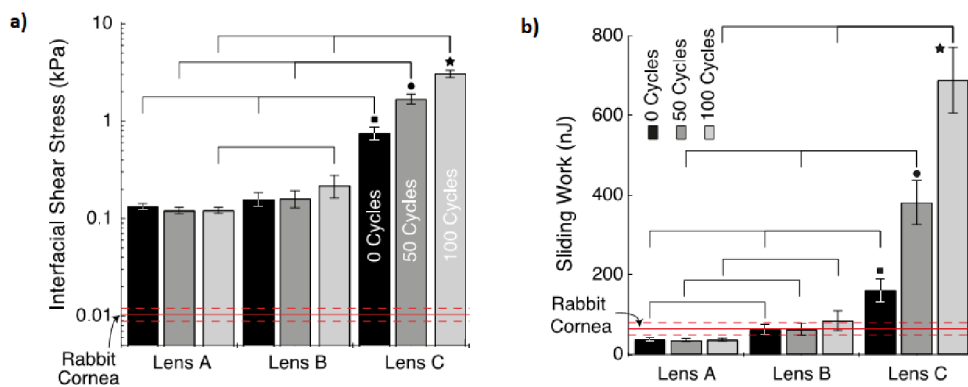 a)
Interfacial Shear Stress (kPa)
10
1
0.1
0.01
0 Cycles
50 Cycles
100 Cycles
Rabbit
Cornea
Lens A
Lens B
Lens C
b)
Sliding Work (nJ)
800
600
400
200
0
0 Cycles
50 Cycles
100 Cycles
Rabbit
Cornea
Lens A
Lens B
Lens C